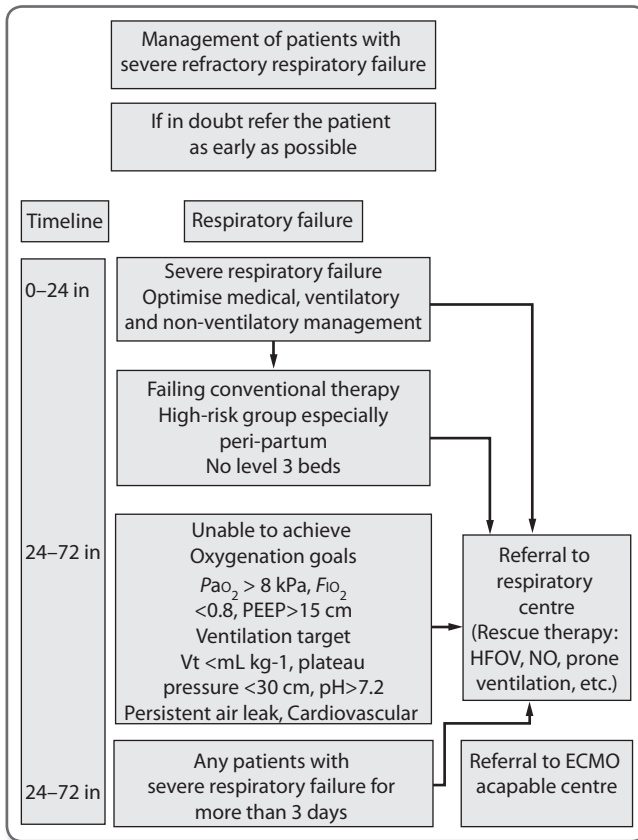 Management of patients with
severe refractory respiratory failure
If in doubt refer the patient
as early as possible
Timeline
Respiratory failure
0–24 in
Severe respiratory failure
Optimise medical, ventilatory
and non-ventilatory management
Failing conventional therapy
High-risk group especially
peri-partum
No level 3 beds
24–72 in
Unable to achieve
Oxygenation goals
PaO₂ > 8 kPa, FIO₂
<0.8, PEEP>15 cm
Ventilation target
Vt <mL kg-1, plateau
pressure <30 cm, pH>7.2
Persistent air leak, Cardiovascular
Referral to
respiratory
centre
(Rescue therapy:
HFOV, NO, prone
ventilation, etc.)
24–72 in
Any patients with
severe respiratory failure for
more than 3 days
Referral to ECMO
acapable centre